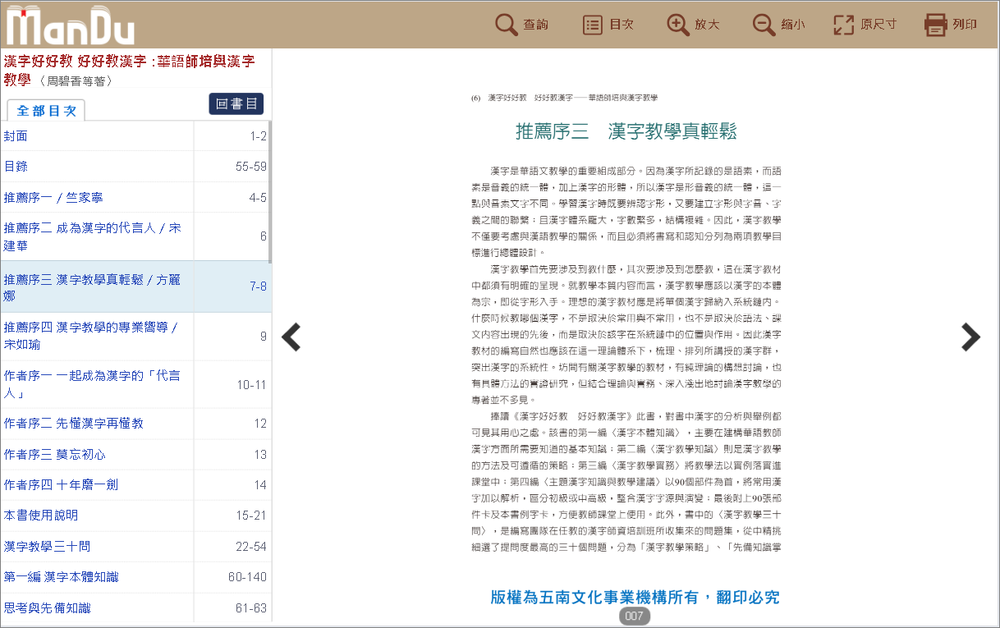 ManDu
查詢
目次
放大
縮小
原尺寸
列印
漢字好好教 好好教漢字 :華語師培與漢字
教學 （周碧香等著）
全部目次
回書目
封面 1-2
目錄 55-59
推薦序一 / 竺家寧 4-5
推薦序二 成為漢字的代言人 / 宋
建華 6
推薦序三 漢字教學真輕鬆 / 方麗
娜 7-8
推薦序四 漢字教學的專業嚮導 /
宋如瑜 9
作者序一 一起成為漢字的「代言
人」 10-11
作者序二 先懂漢字再懂教 12
作者序三 莫忘初心 13
作者序四 十年磨一劍 14
本書使用說明 15-21
漢字教學三十問 22-54
第一編 漢字本體知識 60-140
思考與先備知識 61-63
(6) 漢字好好教 好好教漢字——華語師培與漢字教學
推薦序三 漢字教學真輕鬆
漢字是華語文教學的重要組成部分。因為漢字所記錄的是語素，而語
素是音義的統一體，加上漢字的形體，所以漢字是形音義的統一體，這一
點與音素文字不同。學習漢字時既要辨認字形，又要建立字形與字音、字
義之間的聯繫；且漢字體系龐大，字數繁多，結構複雜。因此，漢字教學
不僅要考慮與漢語教學的關係，而且必須將書寫和認知分列為兩項教學目
標進行總體設計。
漢字教學首先要涉及到教什麼，其次要涉及到怎麼教，這在漢字教材
中都須有明確的呈現。就教學本質內容而言，漢字教學應該以漢字的本體
為宗，即從字形入手。理想的漢字教材應是將單個漢字歸納入系統鏈內。
什麼時候教哪個漢字，不是取決於常用與不常用，也不是取決於語法、課
文內容出現的先後，而是取決於該字在系統鏈中的位置與作用。因此漢字
教材的編寫自然也應該在這一理論體系下，梳理、排列所講授的漢字群，
突出漢字的系統性。坊間有關漢字教學的教材，有純理論的構想討論，也
有具體方法的實證研究，但結合理論與實務、深入淺出地討論漢字教學的
專著並不多見。
捧讀《漢字好好教 好好教漢字》此書，對書中漢字的分析與舉例都
可見其用心之處。該書的第一編〈漢字本體知識〉，主要在建構華語教師
漢字方面所需要知道的基本知識；第二編〈漢字教學知識〉則是漢字教學
的方法及可遵循的策略；第三編〈漢字教學實務〉將教學法以實例落實進
課堂中；第四編〈主題漢字知識與教學建議〉以90個部件為首，將常用漢
字加以解析，區分初級或中高級，整合漢字字源與演變；最後附上90張部
件卡及本書例字卡，方便教師課堂上使用。此外，書中的〈漢字教學三十
問〉，是編寫團隊在任教的漢字師資培訓班所收集來的問題集，從中精挑
細選了提問度最高的三十個問題，分為「漢字教學策略」、「先備知識掌
版權為五南文化事業機構所有，翻印必究
007